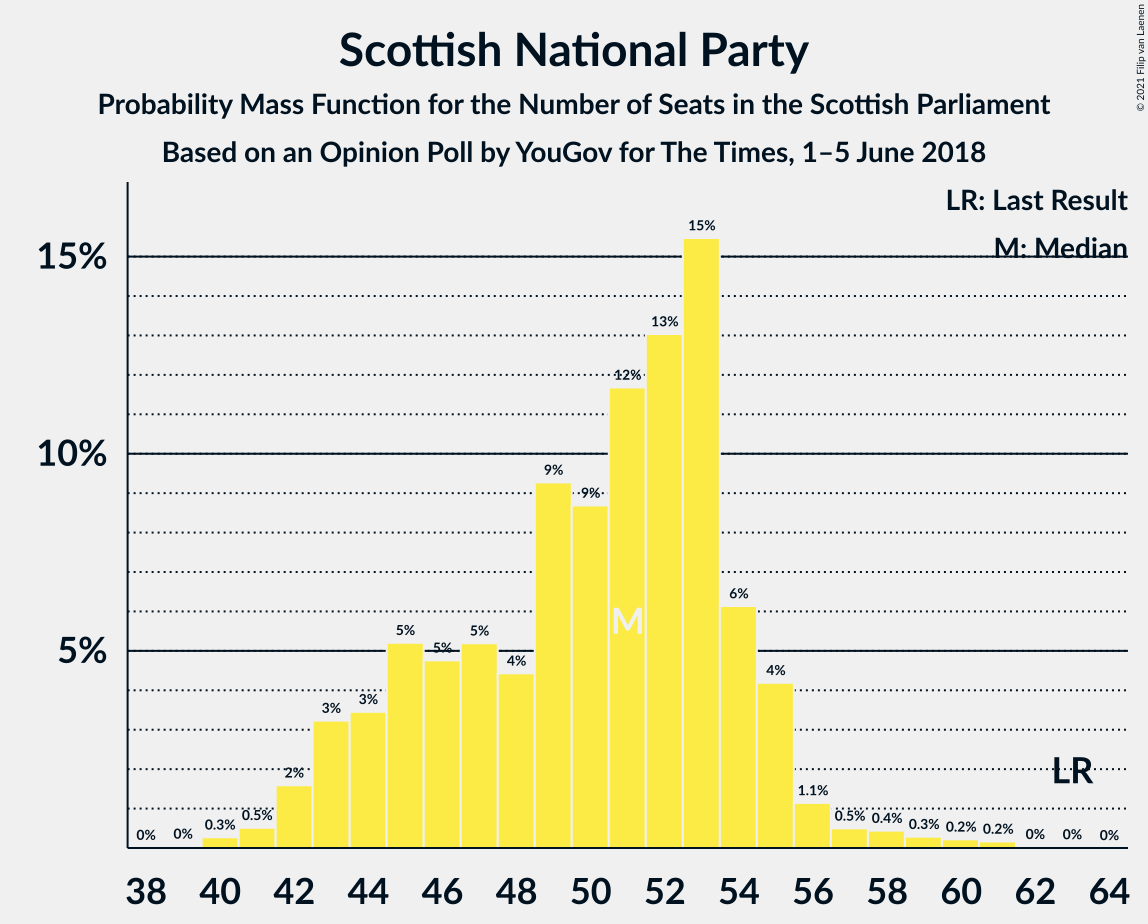 Scottish National Party
Probability Mass Function for the Number of Seats in the Scottish Parliament
Based on an Opinion Poll by YouGov for The Times, 1–5 June 2018
© 2021 Filip van Laenen
LR: Last Result
M: Median
15%
10%
5%
0% 0% 0.3% 0.5% 2% 3% 3% 5% 5% 5% 4% 9% 9% 12% 13% 15% 6% 4% 1.1% 0.5% 0.4% 0.3% 0.2% 0.2% 0% 0% 0%
M
LR
38 40 42 44 46 48 50 52 54 56 58 60 62 64